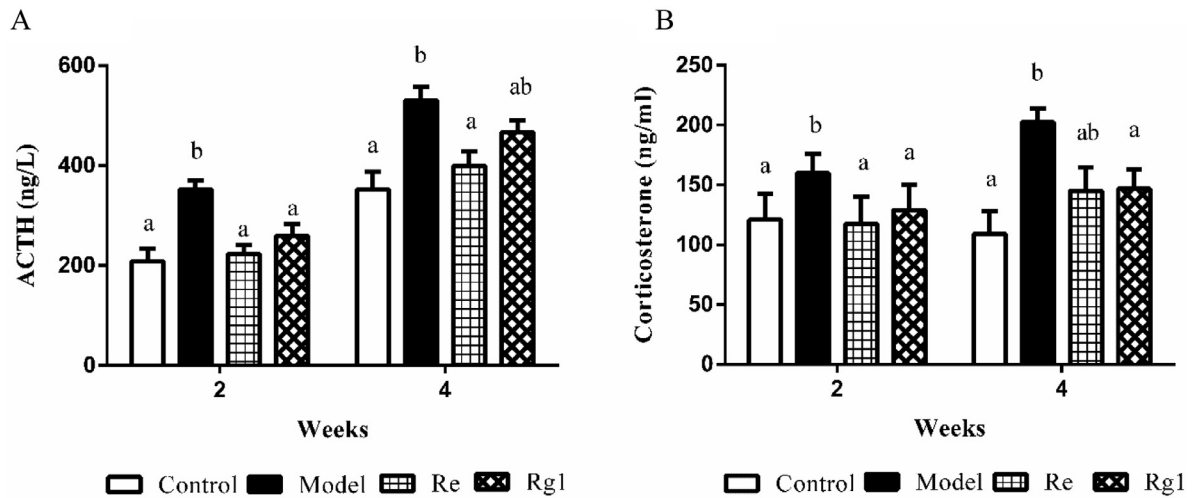 A
ACTH (ng/L)
600
400
200
0
a
b
a
a
a
b
a
ab
2
4
Weeks
Control
Model
Re
Rg1
B
Corticosterone (ng/ml)
250
200
150
100
50
0
a
b
a
a
a
b
ab
a
2
4
Weeks
Control
Model
Re
Rg1